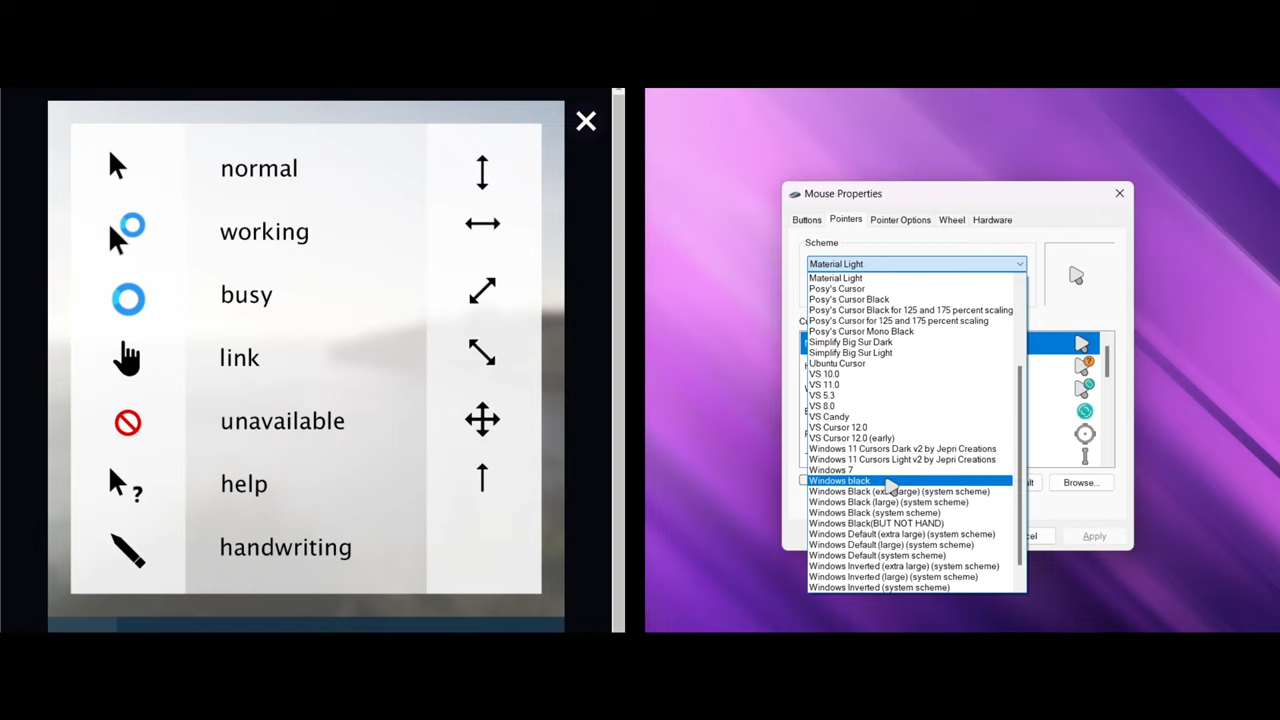 normal
working
busy
link
unavailable
?
help
handwriting
Mouse Properties
Buttons
Pointers
Pointer Options
Wheel
Hardware
Scheme
Material Light
Material Light
Posy's Cursor
Posy's Cursor Black
Posy's Cursor Black for 125 and 175 percent scaling
Posy's Cursor for 125 and 175 percent scaling
Posy's Cursor Mono Black
Simplify Big Sur Dark
Simplify Big Sur Light
Ubuntu Cursor
VS 10.0
VS 11.0
VS 5.3
VS 8.0
VS Candy
VS Cursor 12.0
VS Cursor 12.0 (early)
Windows 11 Cursors Dark v2 by Jepri Creations
Windows 11 Cursors Light v2 by Jepri Creations
Windows 7
Windows black
Windows Black (extra large) (system scheme)
Windows Black (large) (system scheme)
Windows Black (system scheme)
Windows Black(BUT NOT HAND)
Windows Default (extra large) (system scheme)
Windows Default (large) (system scheme)
Windows Default (system scheme)
Windows Inverted (extra large) (system scheme)
Windows Inverted (large) (system scheme)
Windows Inverted (system scheme)
Browse...
Apply